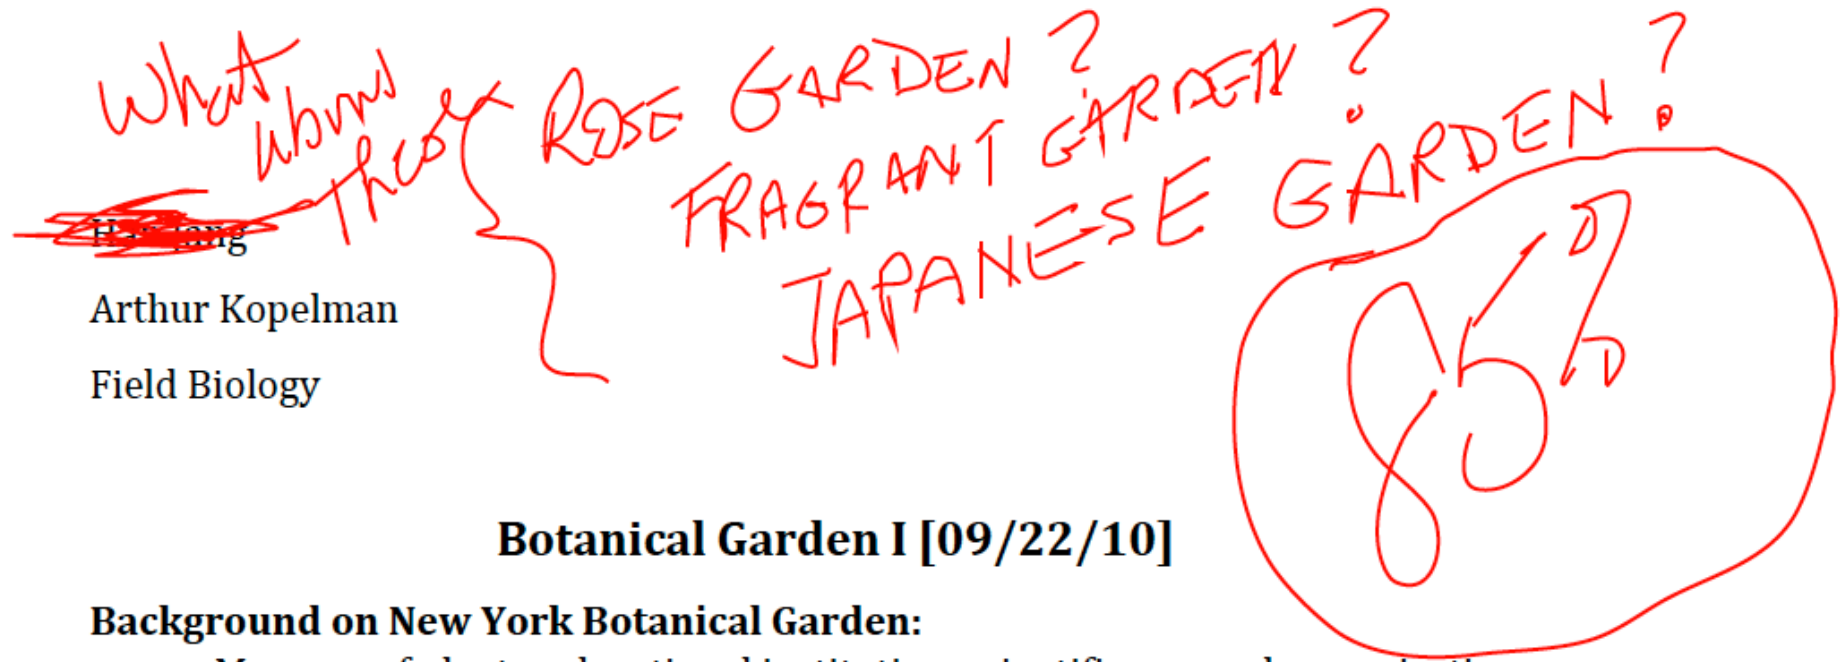 What
about
these
ROSE GARDEN?
FRAGRANT GARDEN?
JAPANESE GARDEN?
85%
Arthur Kopelman
Field Biology
Botanical Garden I [09/22/10]
Background on New York Botanical Garden: